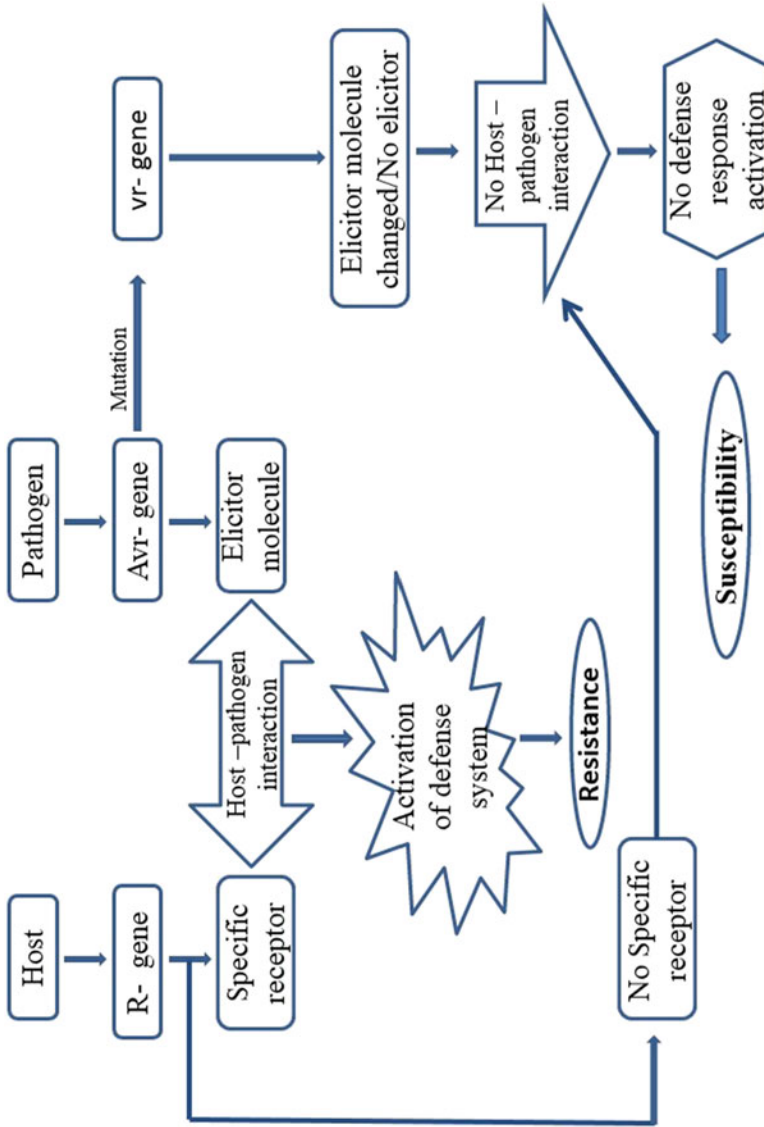 Host
R- gene
Specific
receptor
Host –pathogen
interaction
Pathogen
Avr- gene
Elicitor
molecule
Mutation
vr- gene
Activation
of defense
system
Resistance
No Specific
receptor
Elicitor molecule
changed/No elicitor
No Host –
pathogen
interaction
No defense
response
activation
Susceptibility